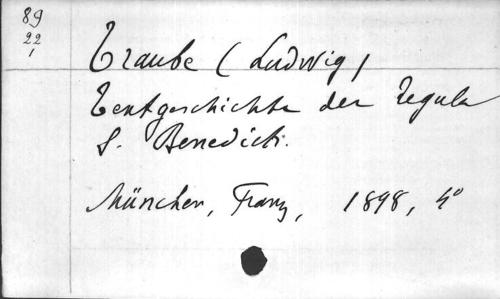 89
22
1
Traube (Ludwig)
Textgeschichte der Regula
S. Benedicti.
München, Franz, 1898, 4°